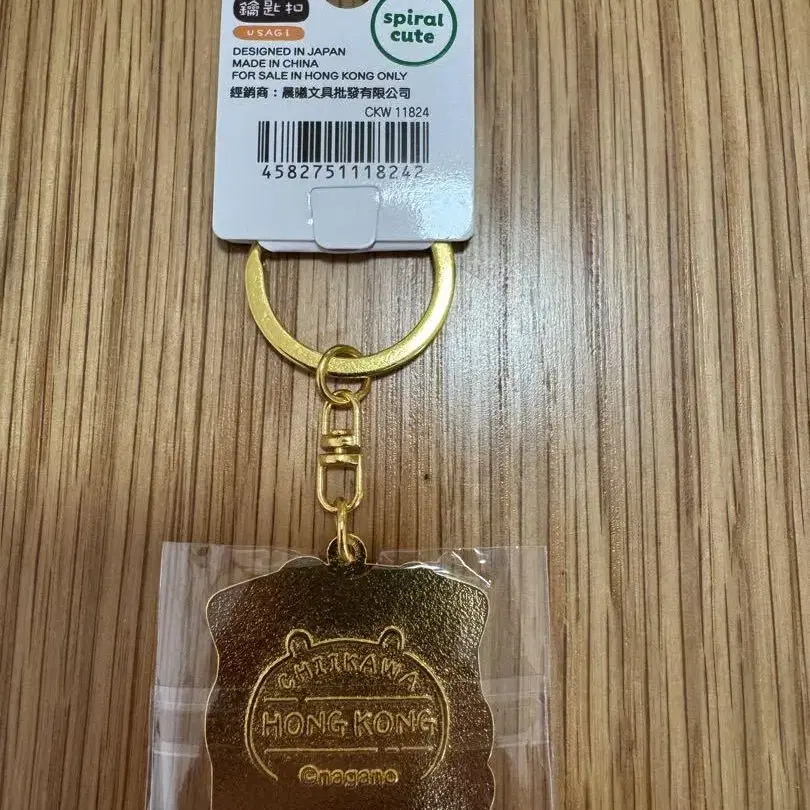 鑰匙扣
USAGI
spiral
cute
DESIGNED IN JAPAN
MADE IN CHINA
FOR SALE IN HONG KONG ONLY
經銷商：晨曦文具批發有限公司
CKW 11824
4582751118242
CHIIKAWA
HONG KONG
©nagano